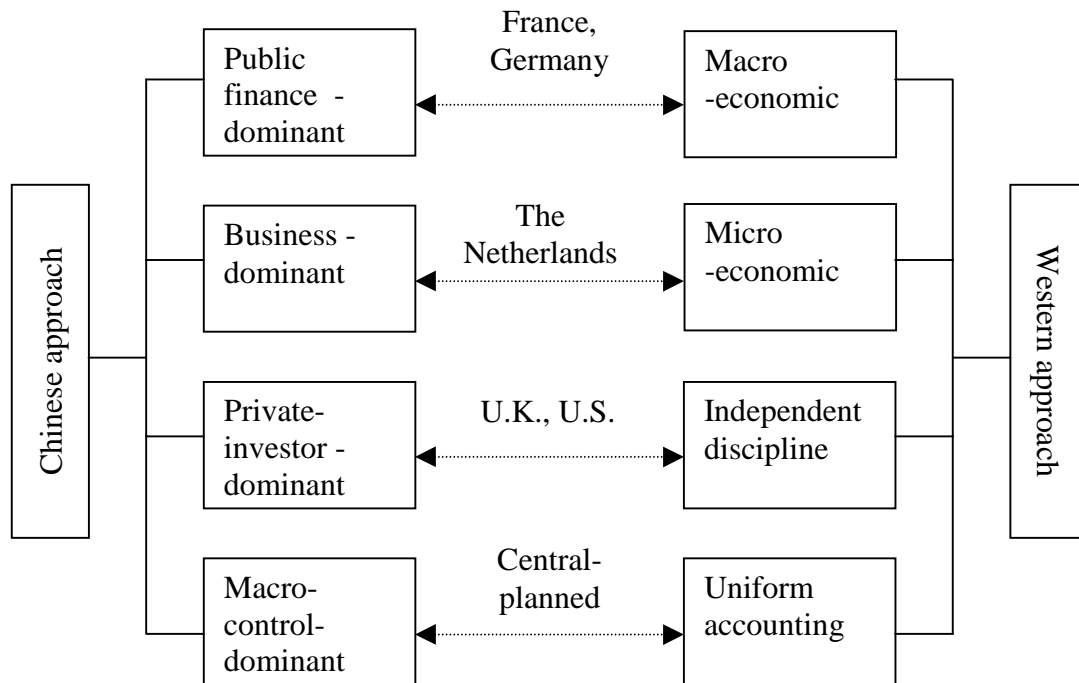 Chinese approach
Public
finance -
dominant
France,
Germany
Macro
-economic
Business -
dominant
The
Netherlands
Micro
-economic
Private-
investor -
dominant
U.K., U.S.
Independent
discipline
Macro-
control-
dominant
Central-
planned
Uniform
accounting
Western approach